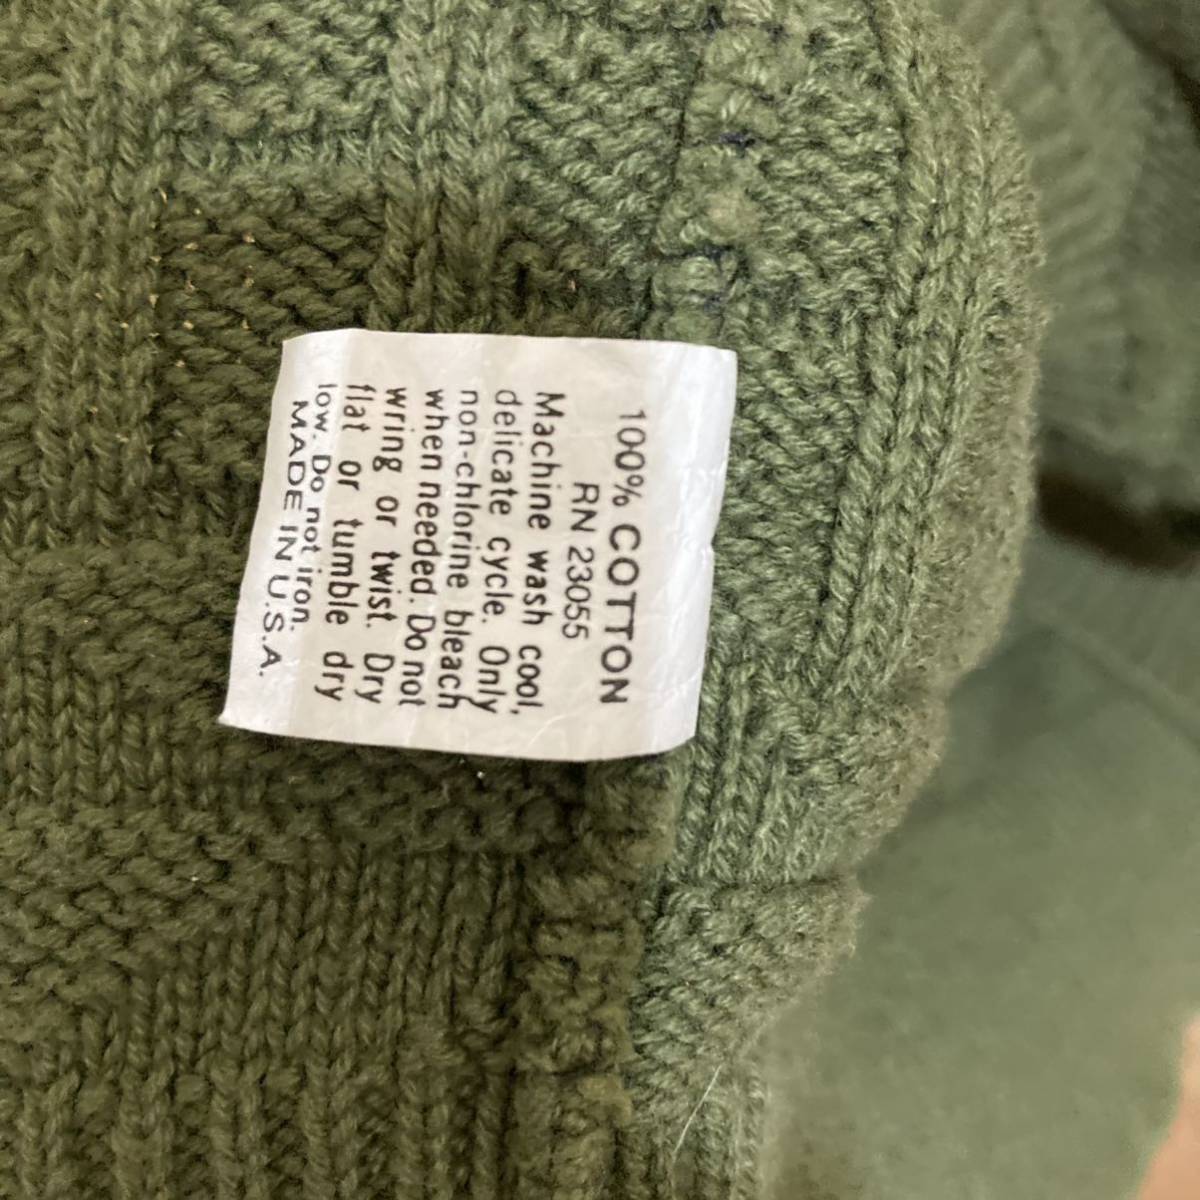 100% COTTON
RN 23055
Machine wash cool,
delicate cycle. Only
non-chlorine bleach
when needed. Do not
wring or twist. Dry
flat or tumble dry
low. Do not iron.
MADE IN U.S.A.